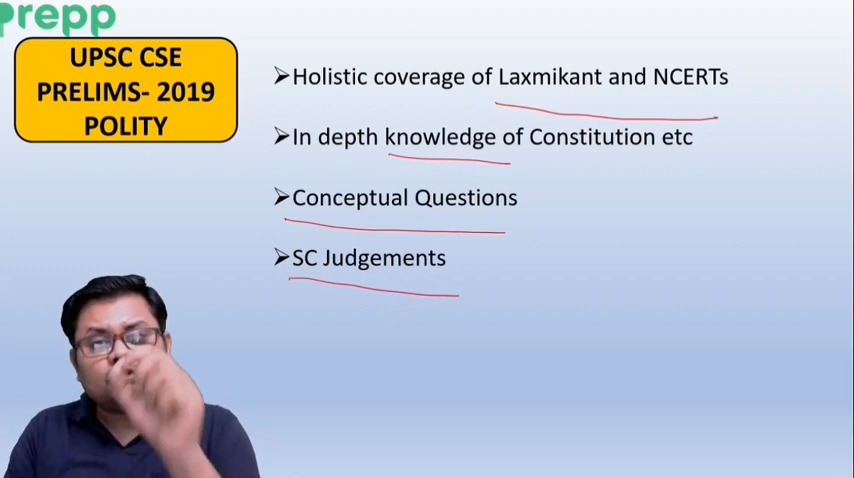 Prepp
UPSC CSE
PRELIMS- 2019
POLITY
➢Holistic coverage of Laxmikant and NCERTs
➢In depth knowledge of Constitution etc
➢Conceptual Questions
➢SC Judgements